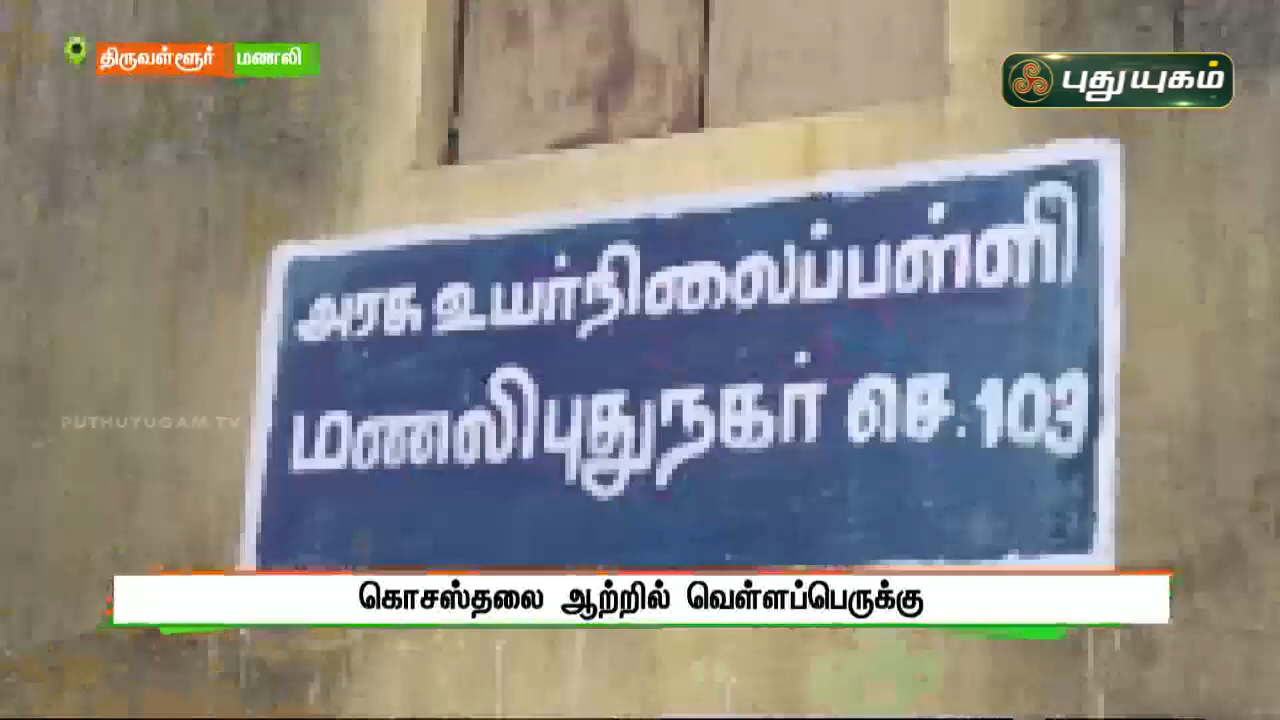 திருவள்ளூர் மணலி
புதுயுகம்
அரசு உயர்நிலைப்பள்ளி
மணலிபுதுநகர் செ.103
PUTHUYUGAM TV
கொசஸ்தலை ஆற்றில் வெள்ளப்பெருக்கு